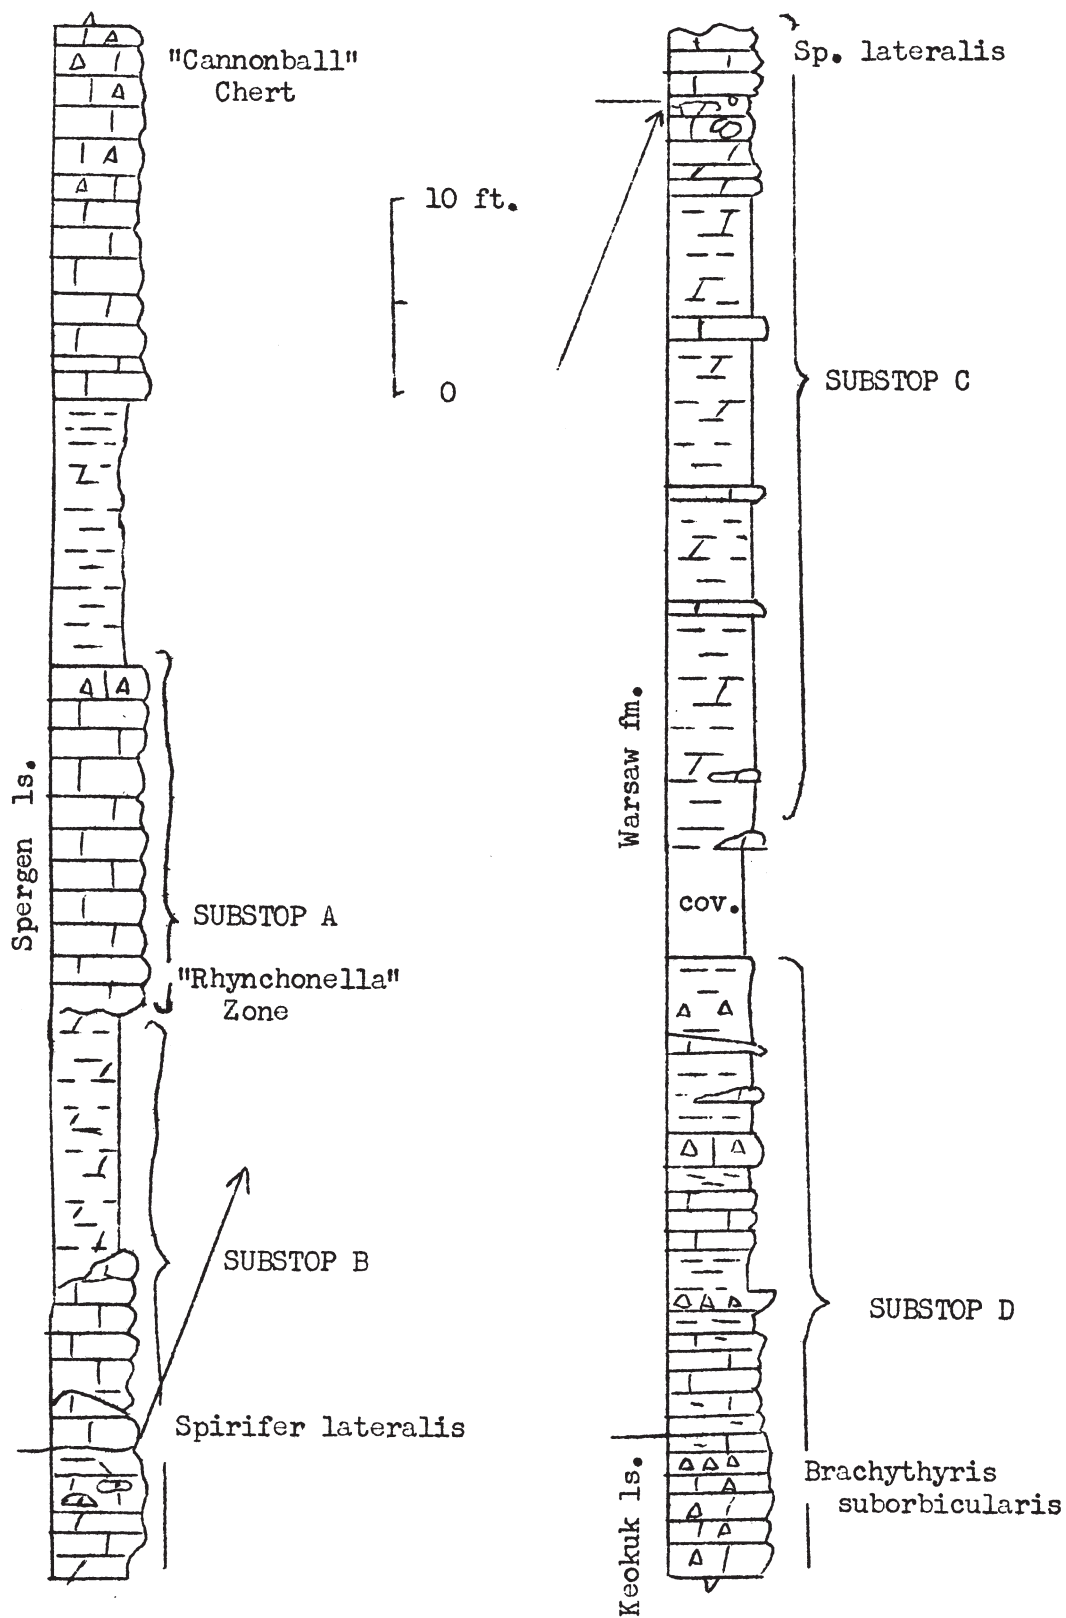 "Cannonball"
Chert
10 ft.
0
Spergen ls.
SUBSTOP A
"Rhynchonella"
Zone
SUBSTOP B
Spirifer lateralis
Sp. lateralis
SUBSTOP C
Warsaw fm.
cov.
SUBSTOP D
Keokuk ls.
Brachythyris
suborbicularis